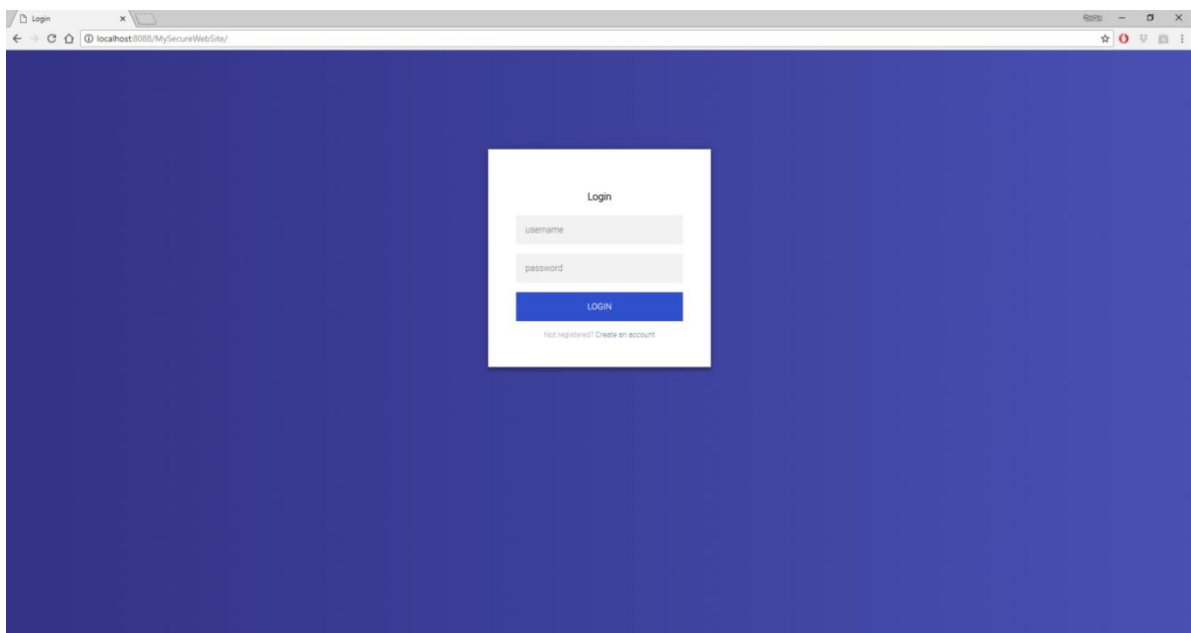 Login
localhost:8088/MySecureWebSite/
Login
username
password
LOGIN
Not registered? Create an account